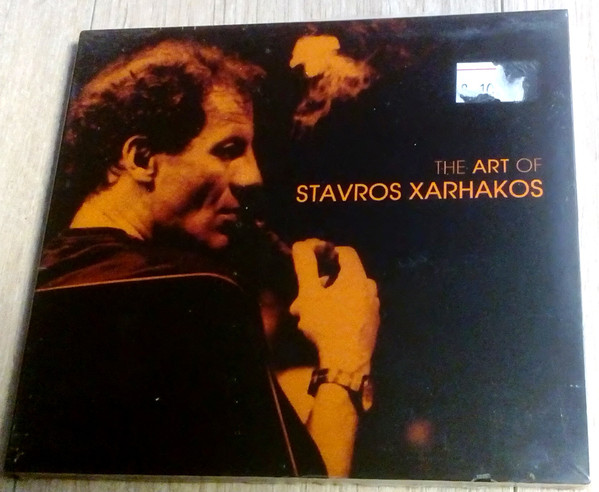 THE ART OF
STAVROS XARHAKOS